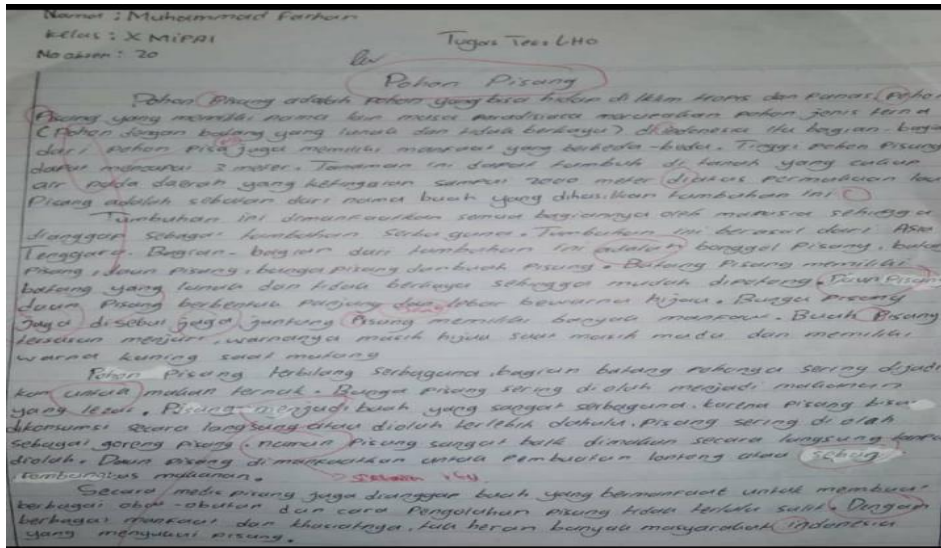 Nama : Muhammad Farhan
Kelas : X MIPA1
Tugas Teks LHO
No absen : 20
Pohon Pisang
Pohon Pisang adalah pohon yang bisa hidup di Iklim tropis dan panas. Pohon
Pisang yang memiliki nama lain musa paradisiaca merupakan pohon jenis terna
(Pohon dengan batang yang lunak dan tidak berkayu) di indonesia itu bagian-bagian
dari pohon pisang juga memiliki manfaat yang berbeda-beda. Tinggi pohon pisang
dapat mencapai 3 meter. Tanaman ini dapat tumbuh di tanah yang cukup
air pada daerah yang ketinggian sampai 2000 meter diatas permukaan laut
Pisang adalah sebutan dari nama buah yang dihasilkan tumbuhan ini
Tumbuhan ini dimanfaatkan semua bagiannya oleh manusia sehingga
dianggap sebagai tumbuhan serba guna. Tumbuhan ini berasal dari Asia
Tenggara. Bagian-bagian dari tumbuhan ini adalah bonggol pisang, batang
pisang, daun pisang, bunga pisang dan buah pisang. Batang pisang memiliki
batang yang lunak dan tidak berkayu sehingga mudah dipotong. Daun Pisang
daun pisang berbentuk panjang dan lebar bewarna hijau. Bunga pisang
Juga disebut juga jantung Pisang memiliki banyak manfaat. Buah Pisang
tersusun menjari, warnanya masih hijau saat masih muda dan memiliki
warna kuning saat matang
Pohon Pisang terbilang serbaguna, bagian batang pohonya sering dijadi
kan untuk makan ternak. Bunga pisang sering di olah menjadi makanan
yang lezat. Pisang menjadi buah yang sangat serbaguna. karena pisang bisa
dikonsumsi secara langsung atau diolah terlebih dahulu. pisang sering di olah
sebagai goreng pisang, namun pisang sangat baik dimakan secara langsung tanpa
diolah. Daun pisang dimanfaatkan untuk pembuatan lontong atau sebagai
pembungkus makanan.
Secara medis pisang juga dianggap buah yang bermanfaat untuk membuat
berbagai obat-obatan dan cara pengolahan pisang tidak terlalu sulit. Dengan
berbagai manfaat dan khasiatnya, tak heran banyak masyarakat indonesia
yang menyukai pisang.